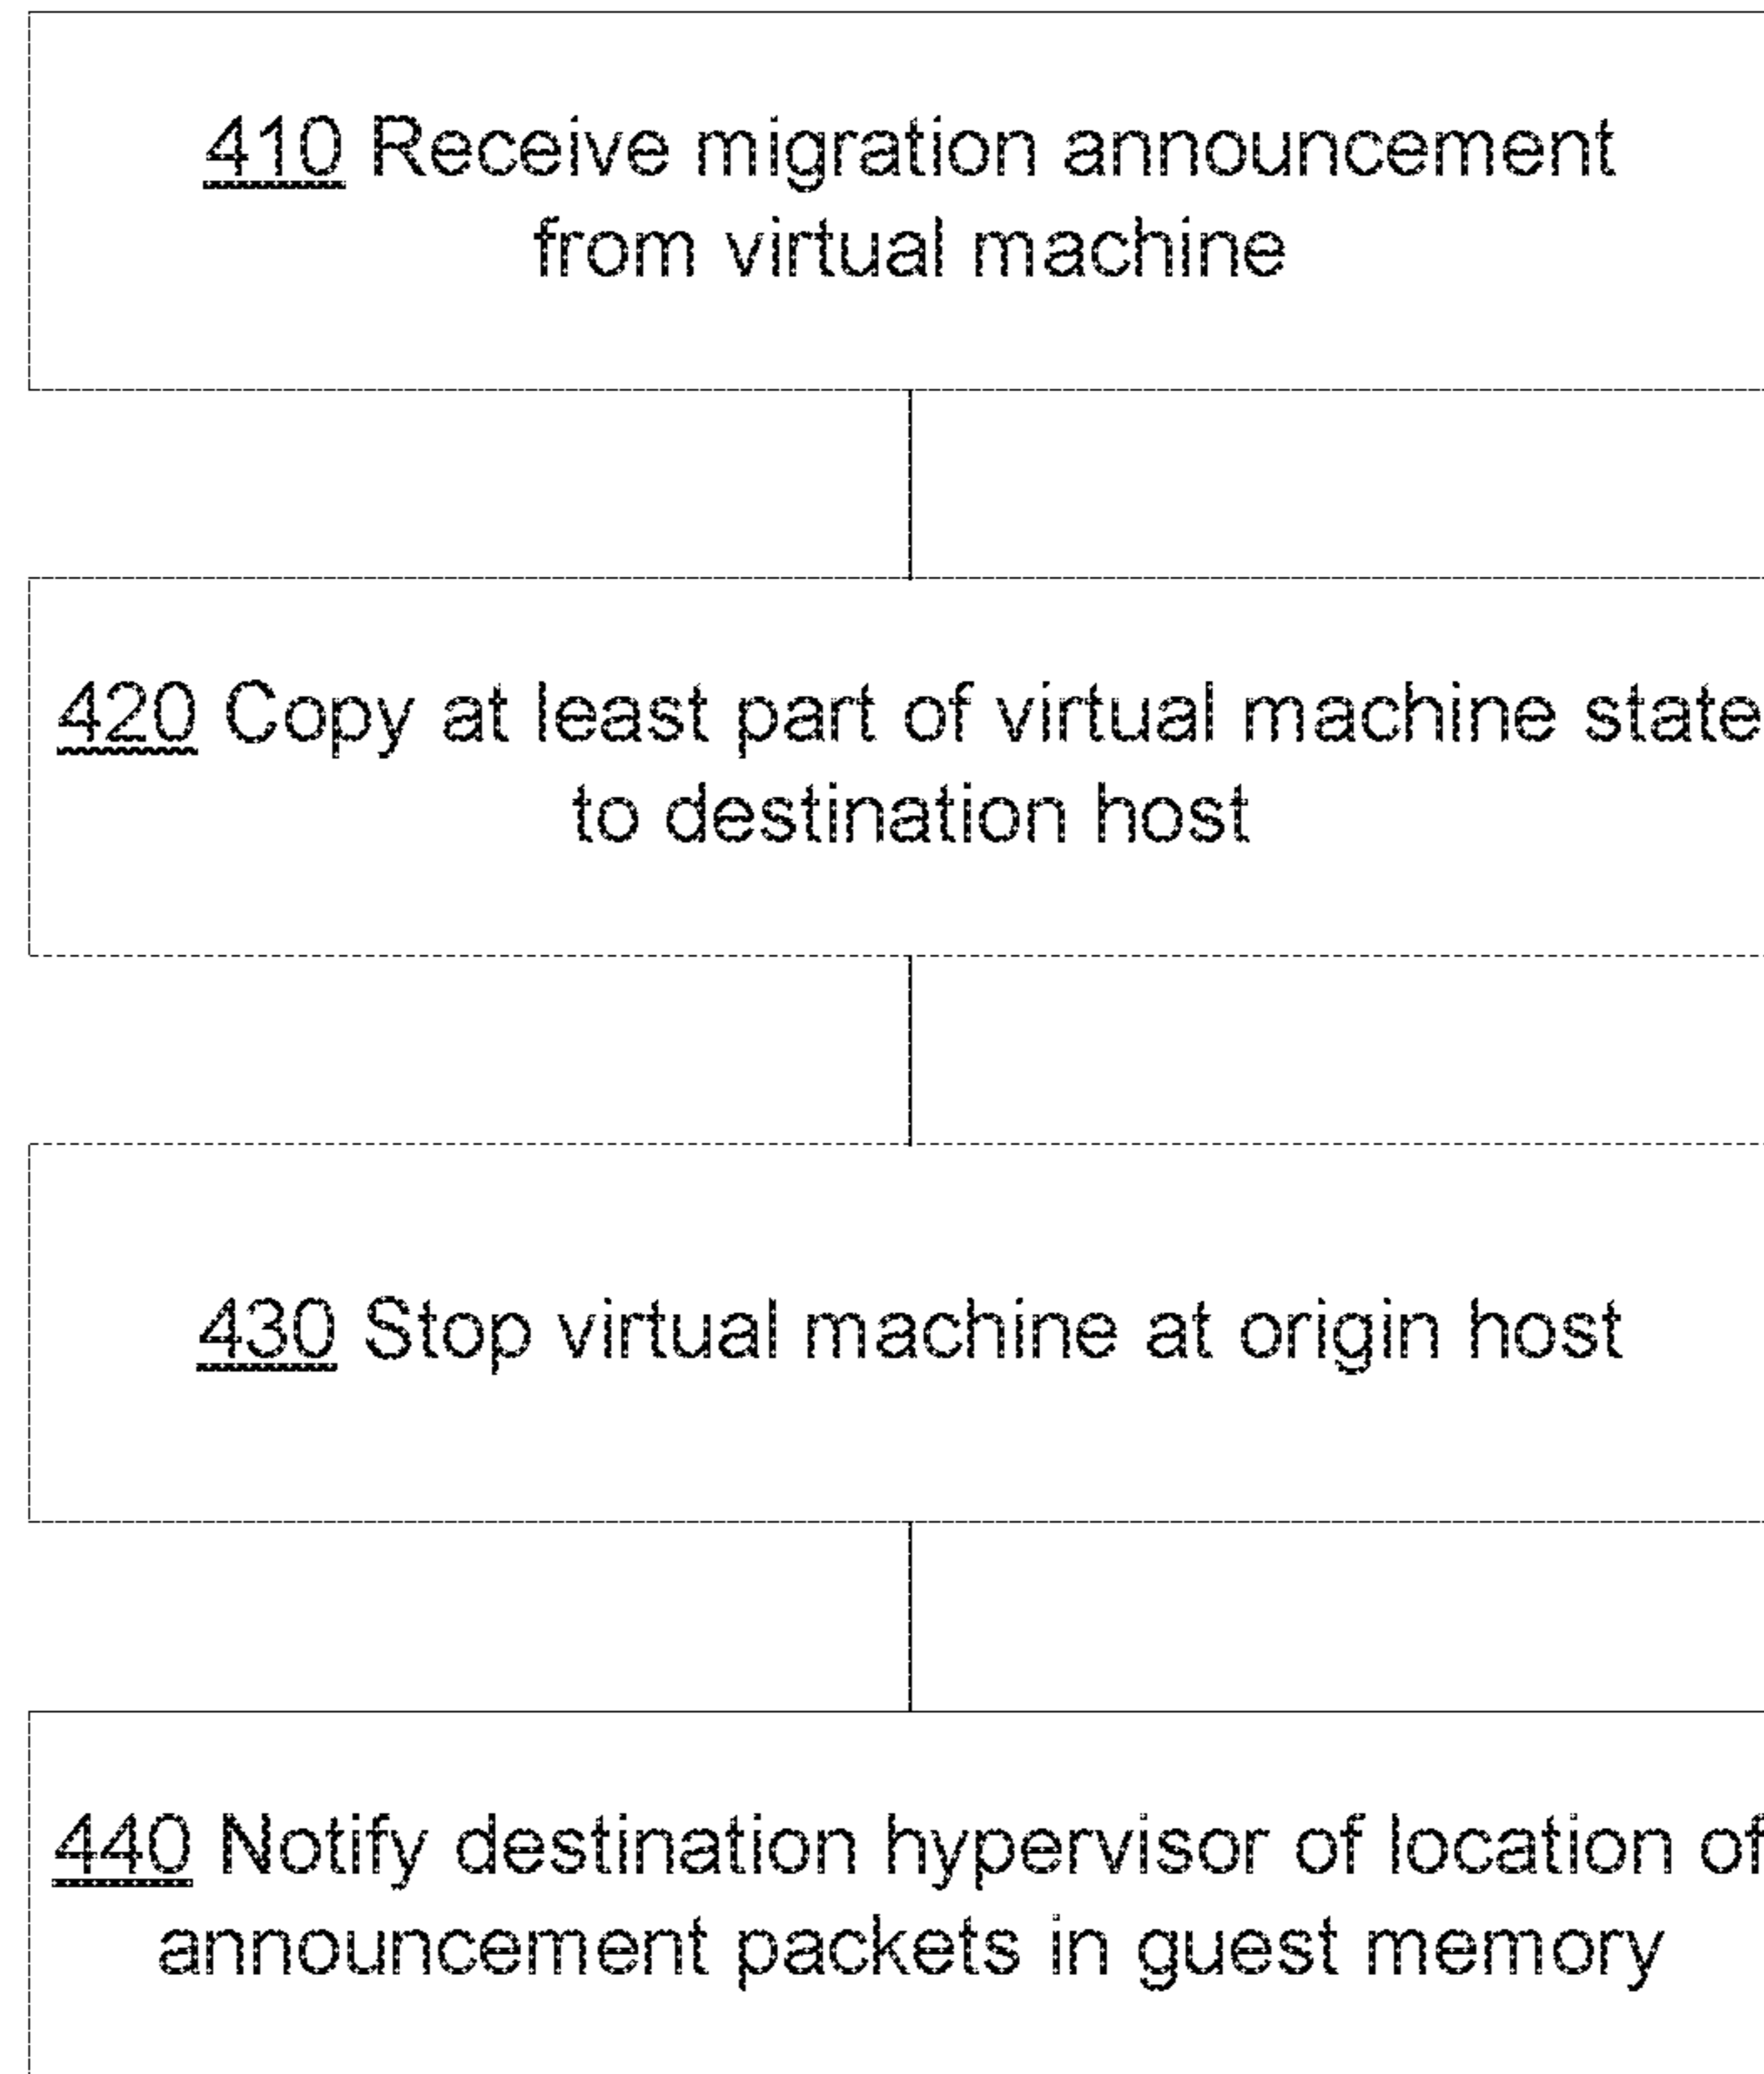 410 Receive migration announcement
from virtual machine
420 Copy at least part of virtual machine state
to destination host
430 Stop virtual machine at origin host
440 Notify destination hypervisor of location of
announcement packets in guest memory